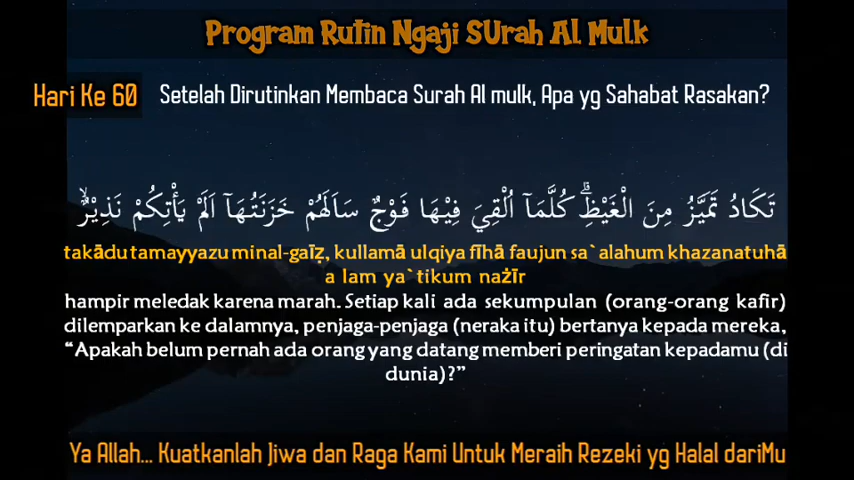 Program Rutin Ngaji SUrah Al Mulk
Hari Ke 60
Setelah Dirutinkan Membaca Surah Al mulk, Apa yg Sahabat Rasakan?
تَكَادُ تَمَيَّزُ مِنَ الْغَيْظِۗ كُلَّمَآ اُلْقِيَ فِيْهَا فَوْجٌ سَاَلَهُمْ خَزَنَتُهَآ اَلَمْ يَأْتِكُمْ نَذِيْرٌۙ
takādu tamayyazu minal-gaiẓ, kullamā ulqiya fīhā faujun sa`alahum khazanatuhā
a lam ya`tikum nażīr
hampir meledak karena marah. Setiap kali ada sekumpulan (orang-orang kafir)
dilemparkan ke dalamnya, penjaga-penjaga (neraka itu) bertanya kepada mereka,
“Apakah belum pernah ada orang yang datang memberi peringatan kepadamu (di
dunia)?”
Ya Allah... Kuatkanlah Jiwa dan Raga Kami Untuk Meraih Rezeki yg Halal dariMu